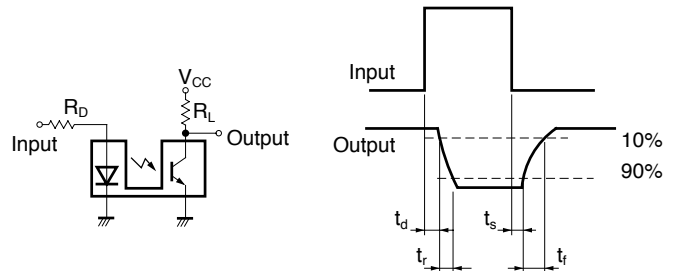 V_CC
R_D
R_L
Input
Output
Input
Output
10%
90%
t_d
t_s
t_r
t_f